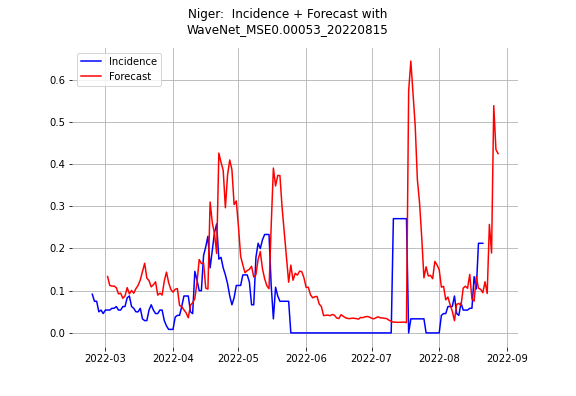 Niger:  Incidence + Forecast with
WaveNet_MSE0.00053_20220815
Incidence
Forecast
0.6
0.5
0.4
0.3
0.2
0.1
0.0
2022-03 2022-04 2022-05 2022-06 2022-07 2022-08 2022-09